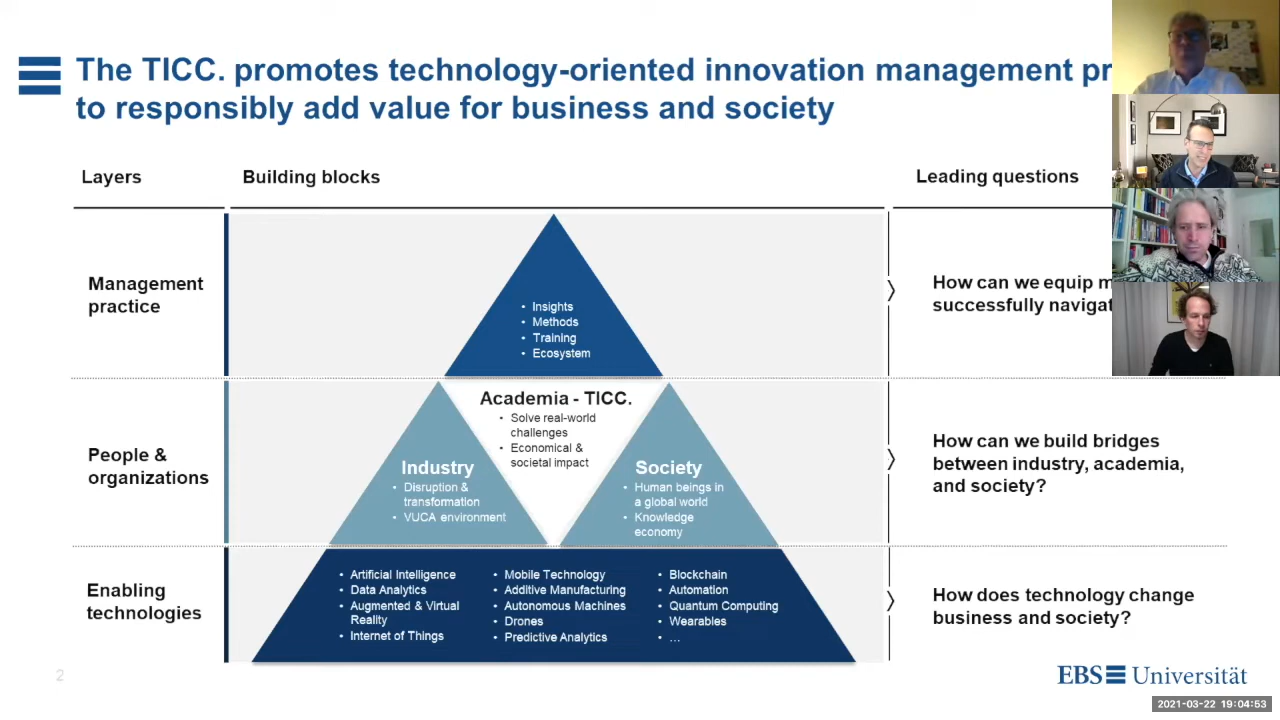 The TICC. promotes technology-oriented innovation management pr
to responsibly add value for business and society
Layers
Building blocks
Leading questions
Management
practice
• Insights
• Methods
• Training
• Ecosystem
How can we equip m
successfully navigat
People &
organizations
Academia - TICC.
• Solve real-world
challenges
• Economical &
societal impact
Industry
• Disruption &
transformation
• VUCA environment
Society
• Human beings in
a global world
• Knowledge
economy
How can we build bridges
between industry, academia,
and society?
Enabling
technologies
• Artificial Intelligence
• Data Analytics
• Augmented & Virtual
Reality
• Internet of Things
• Mobile Technology
• Additive Manufacturing
• Autonomous Machines
• Drones
• Predictive Analytics
• Blockchain
• Automation
• Quantum Computing
• Wearables
• ...
How does technology change
business and society?
2
EBS Universität
2021-03-22 19:04:53